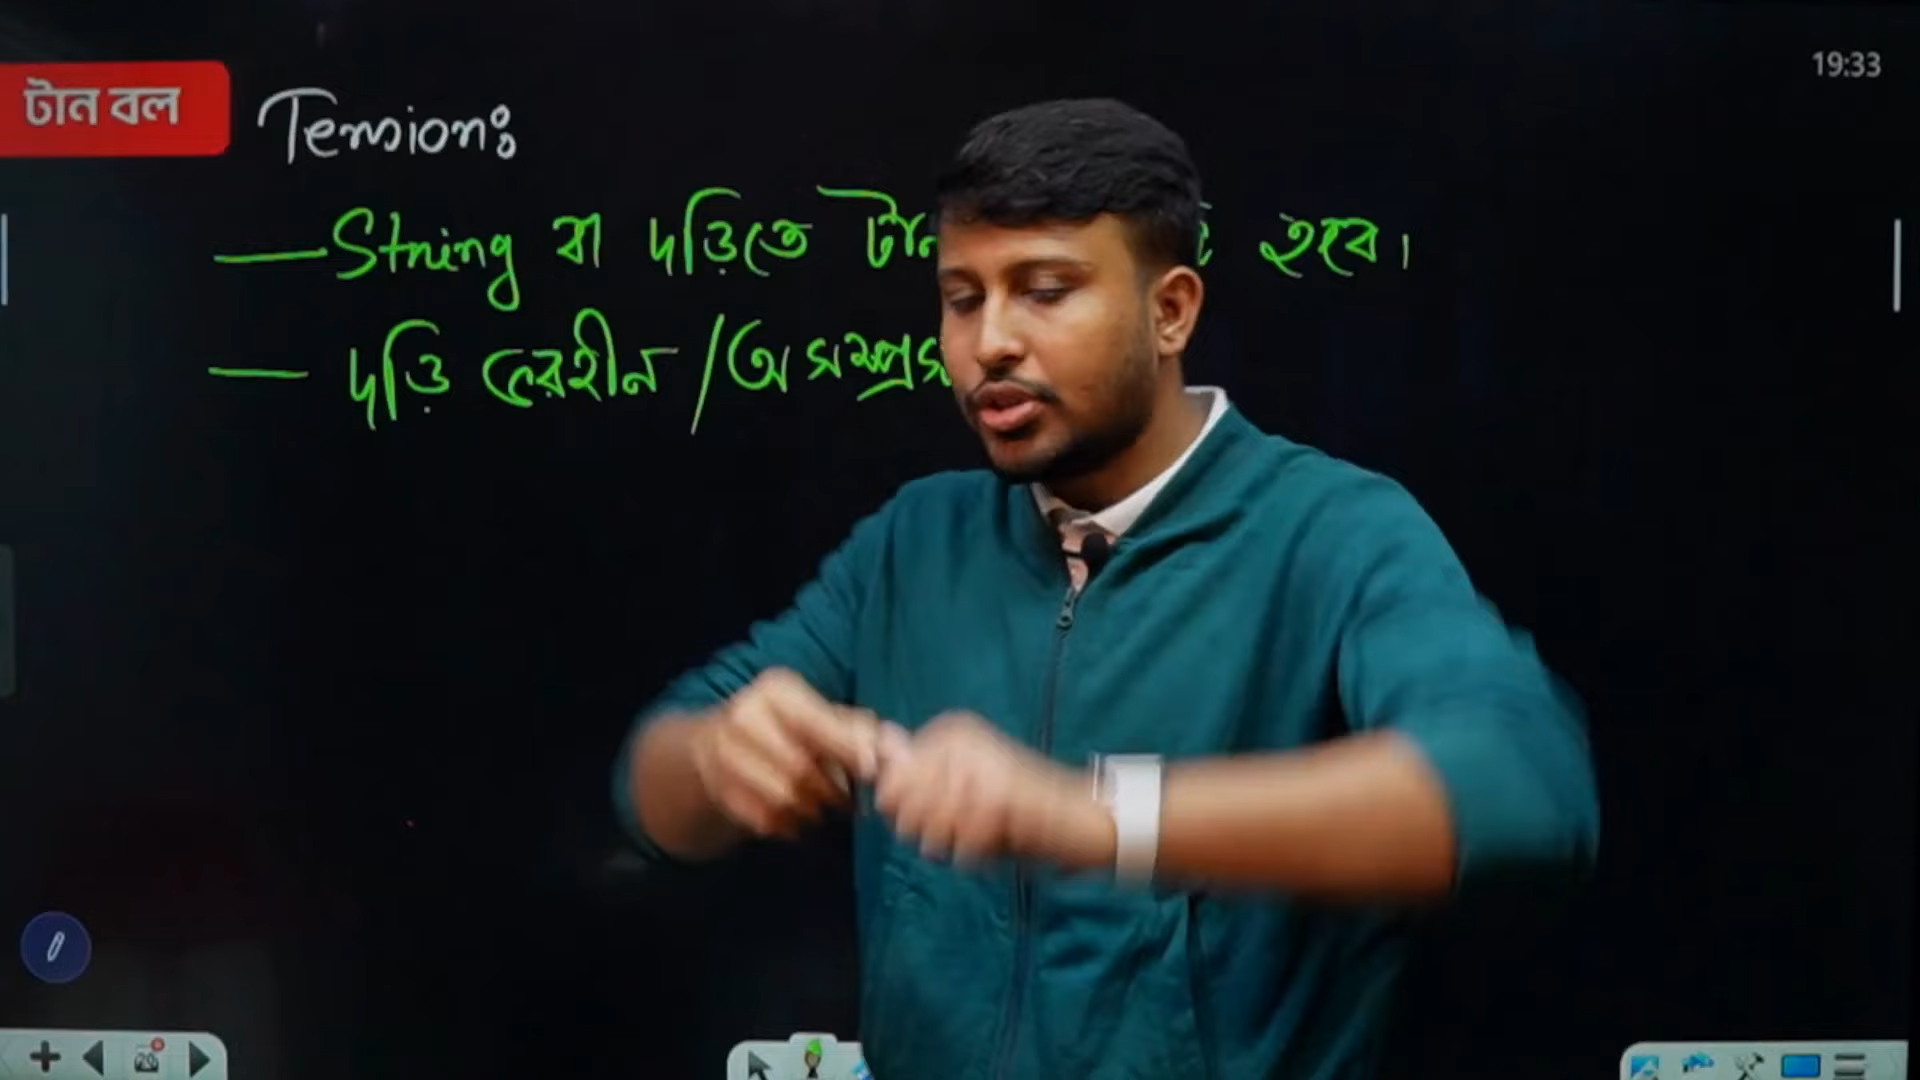 টান বল
Tension:
19:33
— String বা দড়িতে টান হবে।
— দড়ি ভরহীন / অসম্প্রস